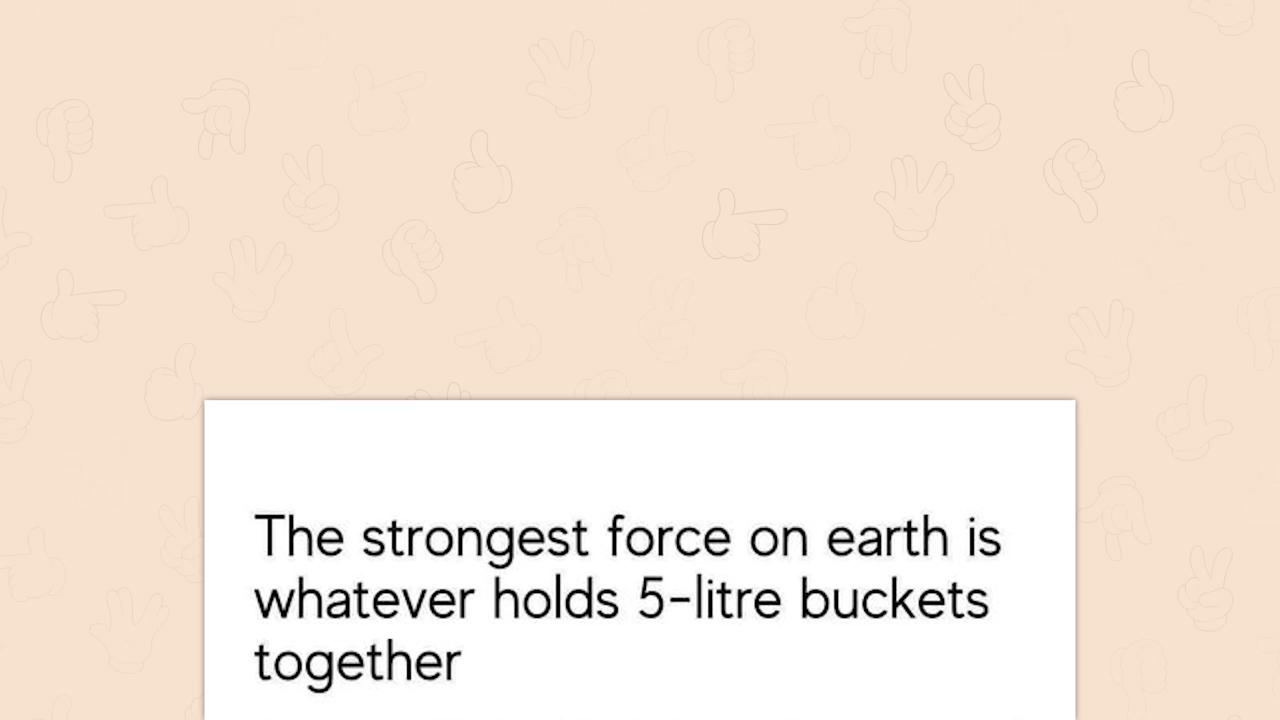 The strongest force on earth is
whatever holds 5-litre buckets
together